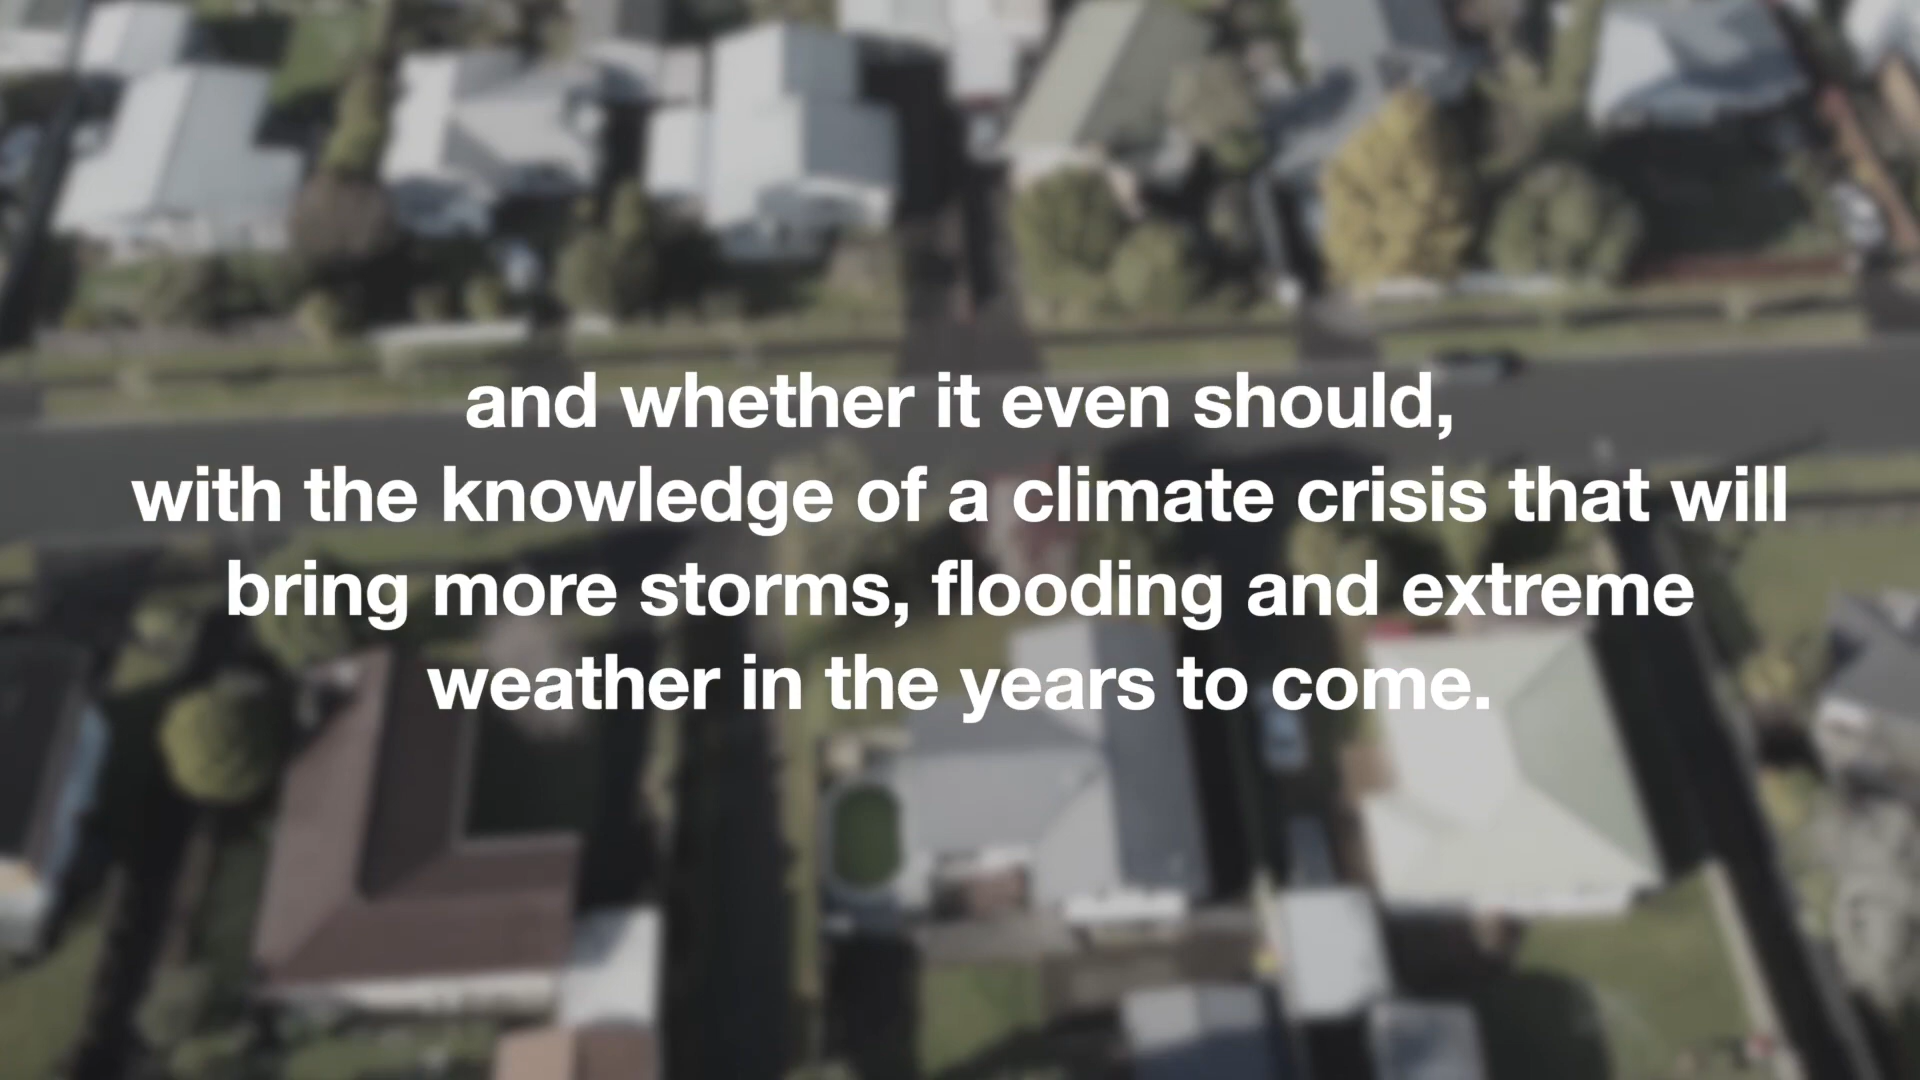 and whether it even should,
with the knowledge of a climate crisis that will
bring more storms, flooding and extreme
weather in the years to come.